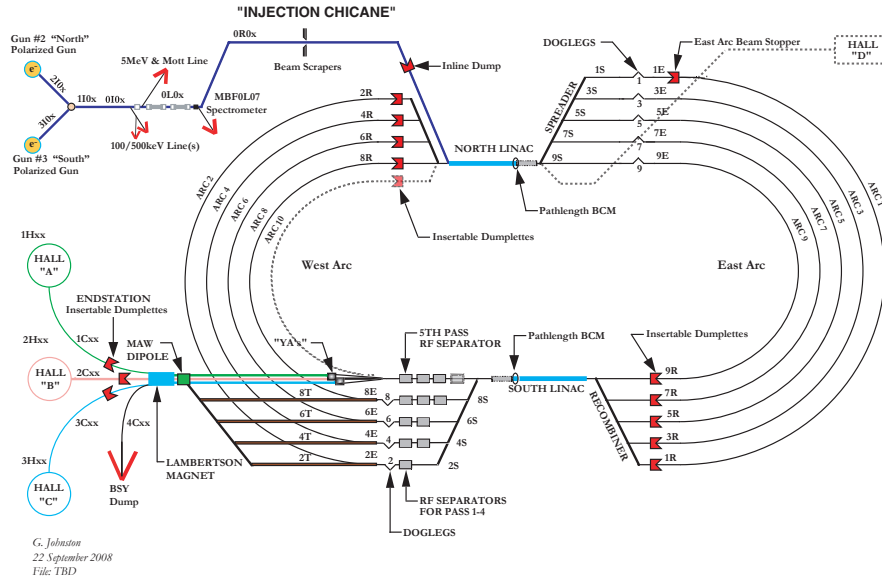 "INJECTION CHICANE"
Gun #2 "North"
Polarized Gun
e-
2I0x
1I0x
0I0x
5MeV & Mott Line
0L0x
MBF0L07
Spectrometer
0R0x
Beam Scrapers
Inline Dump
3I0x
e-
Gun #3 "South"
Polarized Gun
100/500keV Line(s)
DOGLEGS
East Arc Beam Stopper
HALL
"D"
SPREADER
1S
1
1E
3S
3
3E
5S
5
5E
7S
7
7E
9S
9
9E
2R
4R
6R
8R
NORTH LINAC
Pathlength BCM
Insertable Dumplettes
ARC 2
ARC 4
ARC 6
ARC 8
ARC 10
West Arc
East Arc
ARC 9
ARC 7
ARC 5
ARC 3
ARC 1
1Hxx
HALL
"A"
ENDSTATION
Insertable Dumplettes
1Cxx
MAW
DIPOLE
2Hxx
HALL
"B"
2Cxx
3Cxx
4Cxx
3Hxx
HALL
"C"
BSY
Dump
LAMBERTSON
MAGNET
"YA's"
5TH PASS
RF SEPARATOR
Pathlength BCM
Insertable Dumplettes
SOUTH LINAC
RECOMBINER
9R
7R
5R
3R
1R
8T
8E
8
8S
6T
6E
6
6S
4T
4E
4
4S
2T
2E
2
2S
RF SEPARATORS
FOR PASS 1-4
DOGLEGS
G. Johnston
22 September 2008
File: TBD